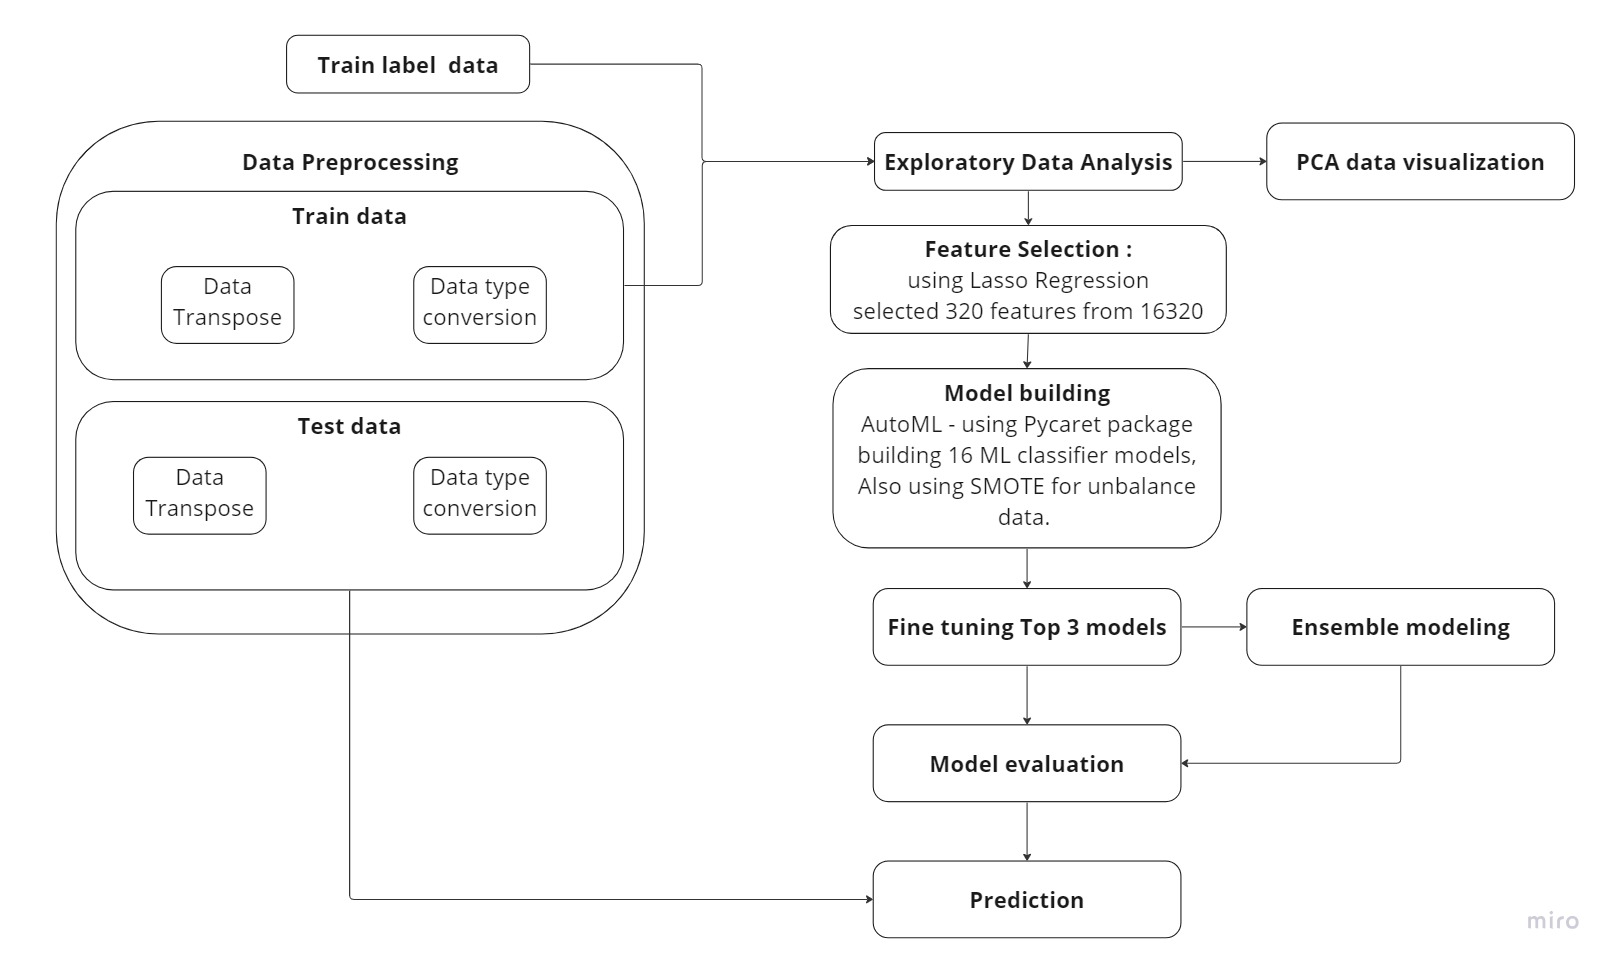 Train label  data
Data Preprocessing
Train data
Data
Transpose
Data type
conversion
Test data
Data
Transpose
Data type
conversion
Exploratory Data Analysis
PCA data visualization
Feature Selection :
using Lasso Regression
selected 320 features from 16320
Model building
AutoML - using Pycaret package
building 16 ML classifier models,
Also using SMOTE for unbalance
data.
Fine tuning Top 3 models
Ensemble modeling
Model evaluation
Prediction
miro